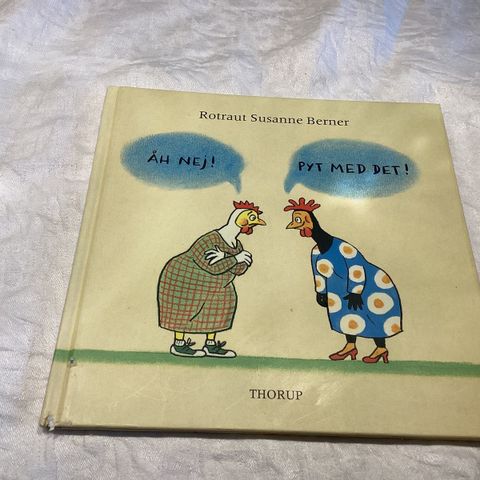 Rotraut Susanne Berner
ÅH NEJ!
PYT MED DET!
THORUP